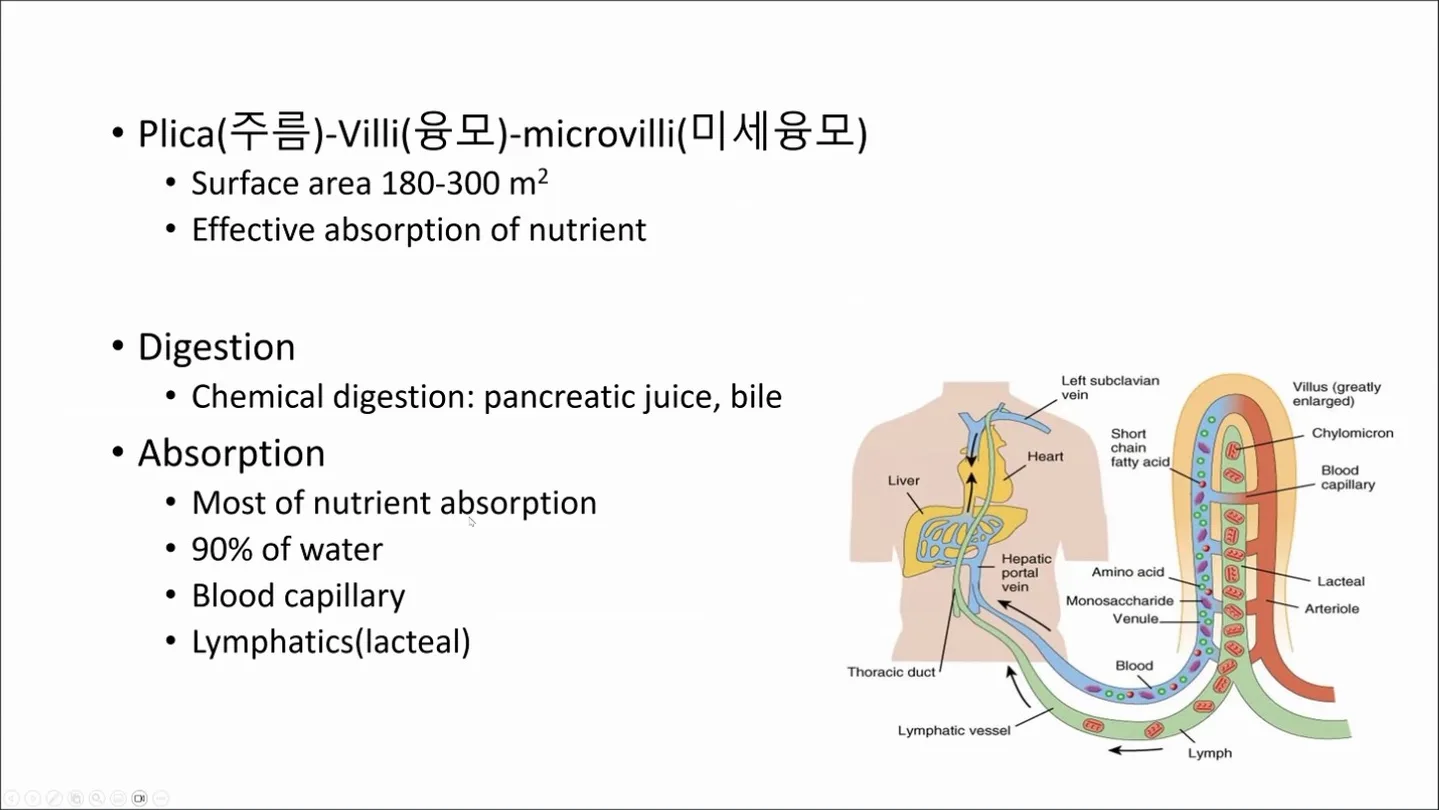 • Plica(주름)-Villi(융모)-microvilli(미세융모)
• Surface area 180-300 m²
• Effective absorption of nutrient
• Digestion
• Chemical digestion: pancreatic juice, bile
• Absorption
• Most of nutrient absorption
• 90% of water
• Blood capillary
• Lymphatics(lacteal)
Left subclavian
vein
Heart
Liver
Hepatic
portal
vein
Thoracic duct
Lymphatic vessel
Villus (greatly
enlarged)
Short
chain
fatty acid
Chylomicron
Blood
capillary
Amino acid
Monosaccharide
Venule
Lacteal
Arteriole
Blood
Lymph